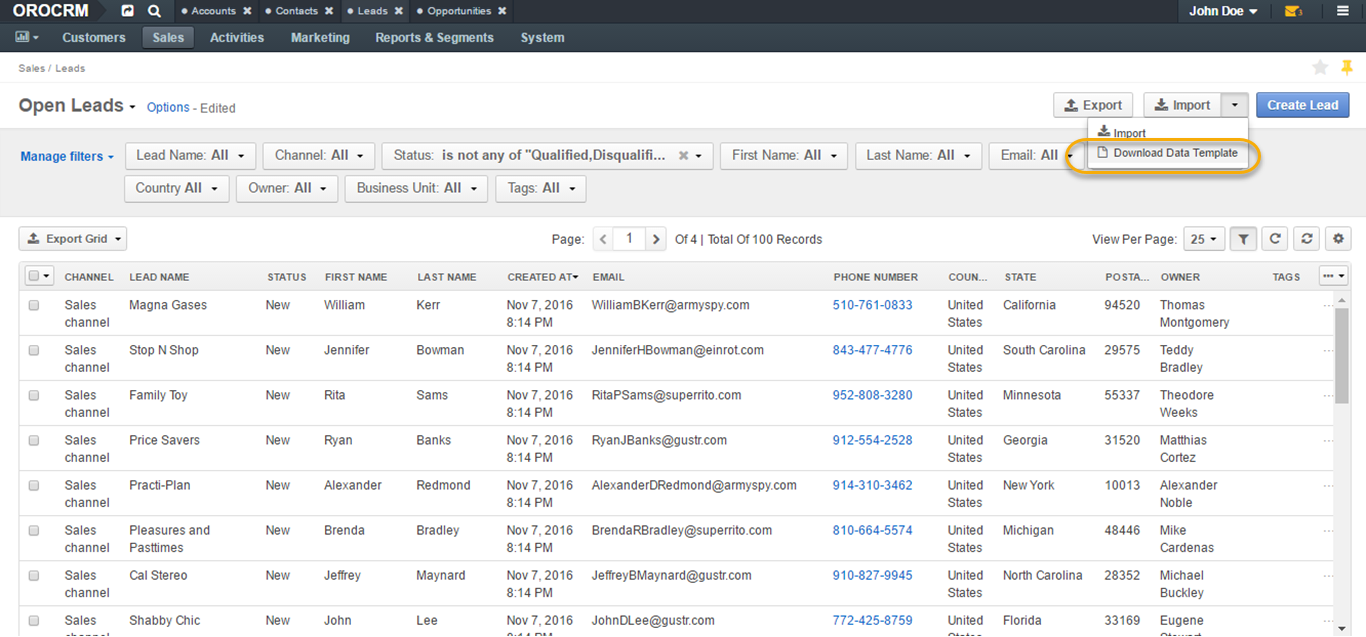 OROCRM Accounts Contacts Leads Opportunities John Doe 3
Customers Sales Activities Marketing Reports & Segments System
Sales / Leads
Open Leads Options - Edited Export Import Create Lead
Import
Download Data Template
Manage filters Lead Name: All Channel: All Status: is not any of "Qualified,Disqualifi... First Name: All Last Name: All Email: All
Country All Owner: All Business Unit: All Tags: All
Export Grid Page: 1 Of 4 | Total Of 100 Records View Per Page: 25
CHANNEL LEAD NAME STATUS FIRST NAME LAST NAME CREATED AT EMAIL PHONE NUMBER COUN... STATE POSTA... OWNER TAGS
Sales Magna Gases New William Kerr Nov 7, 2016 WilliamBKerr@armyspy.com 510-761-0833 United California 94520 Thomas ...
channel 8:14 PM States Montgomery
Sales Stop N Shop New Jennifer Bowman Nov 7, 2016 JenniferHBowman@einrot.com 843-477-4776 United South Carolina 29575 Teddy ...
channel 8:14 PM States Bradley
Sales Family Toy New Rita Sams Nov 7, 2016 RitaPSams@superrito.com 952-808-3280 United Minnesota 55337 Theodore ...
channel 8:14 PM States Weeks
Sales Price Savers New Ryan Banks Nov 7, 2016 RyanJBanks@gustr.com 912-554-2528 United Georgia 31520 Matthias ...
channel 8:14 PM States Cortez
Sales Practi-Plan New Alexander Redmond Nov 7, 2016 AlexanderDRedmond@armyspy.com 914-310-3462 United New York 10013 Alexander ...
channel 8:14 PM States Noble
Sales Pleasures and New Brenda Bradley Nov 7, 2016 BrendaRBradley@superrito.com 810-664-5574 United Michigan 48446 Mike ...
channel Pasttimes 8:14 PM States Cardenas
Sales Cal Stereo New Jeffrey Maynard Nov 7, 2016 JeffreyBMaynard@gustr.com 910-827-9945 United North Carolina 28352 Michael ...
channel 8:14 PM States Buckley
Sales Shabby Chic New John Lee Nov 7, 2016 JohnDLee@gustr.com 772-425-8759 United Florida 33169 Eugene ...